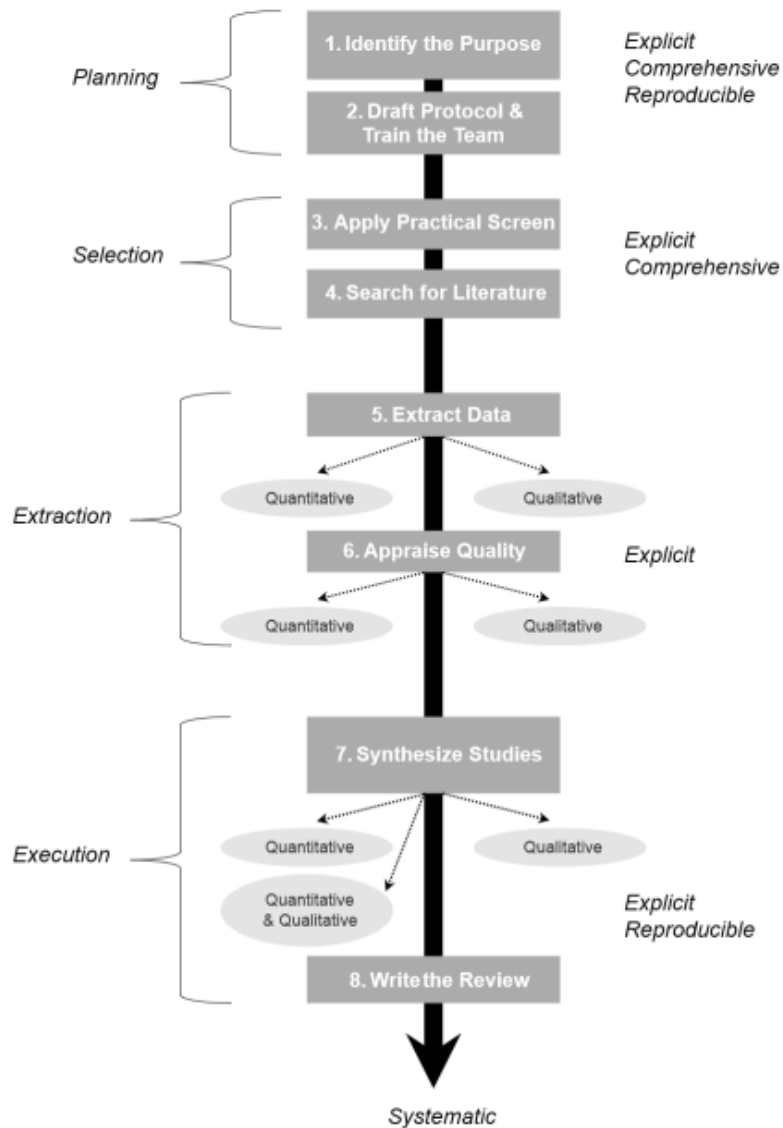 1. Identify the Purpose
Explicit
Comprehensive
Reproducible
Planning
2. Draft Protocol &
Train the Team
3. Apply Practical Screen
Selection
Explicit
Comprehensive
4. Search for Literature
5. Extract Data
Quantitative
Qualitative
Extraction
6. Appraise Quality
Explicit
Quantitative
Qualitative
7. Synthesize Studies
Quantitative
Qualitative
Execution
Quantitative
& Qualitative
Explicit
Reproducible
8. Write the Review
Systematic